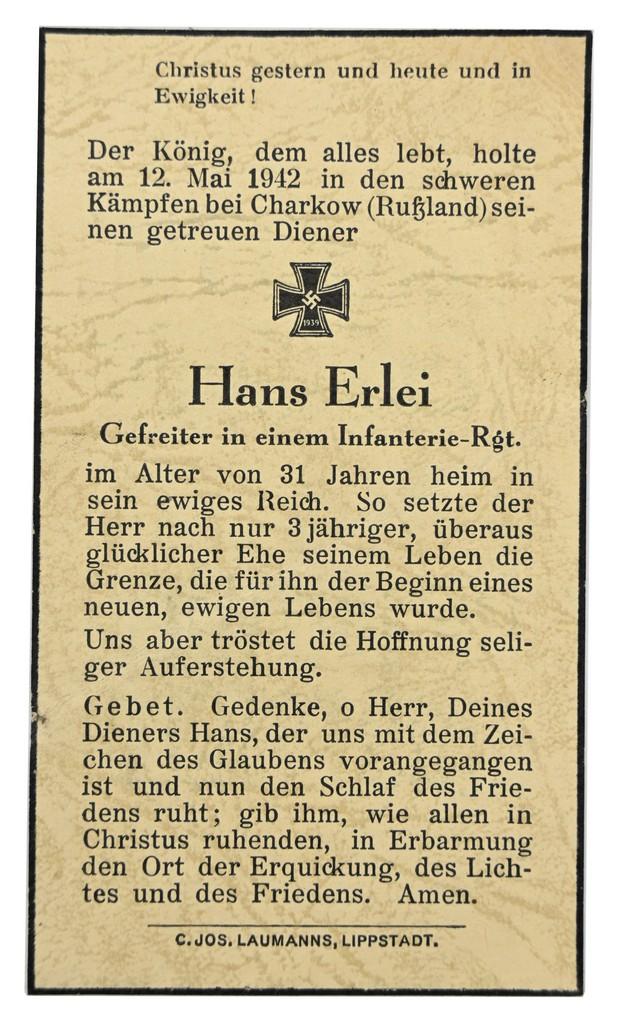 Christus gestern und heute und in
Ewigkeit!
Der König, dem alles lebt, holte
am 12. Mai 1942 in den schweren
Kämpfen bei Charkow (Rußland) sei-
nen getreuen Diener
1939
Hans Erlei
Gefreiter in einem Infanterie-Rgt.
im Alter von 31 Jahren heim in
sein ewiges Reich. So setzte der
Herr nach nur 3 jähriger, überaus
glücklicher Ehe seinem Leben die
Grenze, die für ihn der Beginn eines
neuen, ewigen Lebens wurde.
Uns aber tröstet die Hoffnung seli-
ger Auferstehung.
Gebet. Gedenke, o Herr, Deines
Dieners Hans, der uns mit dem Zei-
chen des Glaubens vorangegangen
ist und nun den Schlaf des Frie-
dens ruht; gib ihm, wie allen in
Christus ruhenden, in Erbarmung
den Ort der Erquickung, des Lich-
tes und des Friedens. Amen.
C. JOS. LAUMANNS, LIPPSTADT.